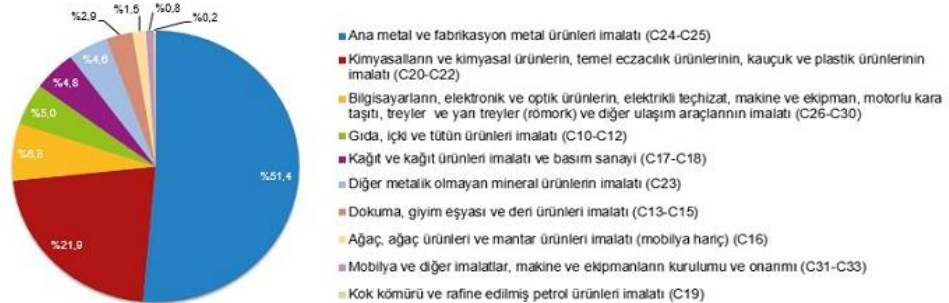 %2,9
%1,5
%0,8
%0,2
%4,6
%4,8
%5,0
%6,8
%21,9
%51,4
Ana metal ve fabrikasyon metal ürünleri imalatı (C24-C25)
Kimyasalların ve kimyasal ürünlerin, temel eczacılık ürünlerinin, kauçuk ve plastik ürünlerinin
imalatı (C20-C22)
Bilgisayarların, elektronik ve optik ürünlerin, elektrikli teçhizat, makine ve ekipman, motorlu kara
taşıtı, treyler ve yarı treyler (römork) ve diğer ulaşım araçlarının imalatı (C26-C30)
Gıda, içki ve tütün ürünleri imalatı (C10-C12)
Kağıt ve kağıt ürünleri imalatı ve basım sanayi (C17-C18)
Diğer metalik olmayan mineral ürünlerin imalatı (C23)
Dokuma, giyim eşyası ve deri ürünleri imalatı (C13-C15)
Ağaç, ağaç ürünleri ve mantar ürünleri imalatı (mobilya hariç) (C16)
Mobilya ve diğer imalatlar, makine ve ekipmanların kurulumu ve onarımı (C31-C33)
Kok kömürü ve rafine edilmiş petrol ürünleri imalatı (C19)